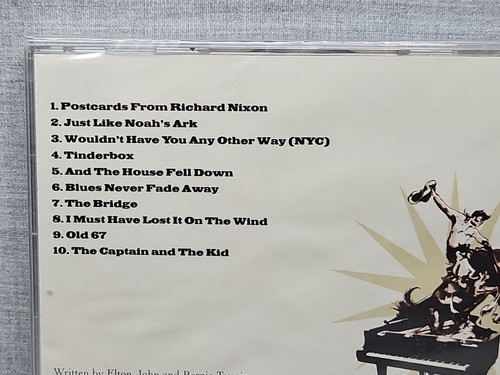 1. Postcards From Richard Nixon
2. Just Like Noah's Ark
3. Wouldn't Have You Any Other Way (NYC)
4. Tinderbox
5. And The House Fell Down
6. Blues Never Fade Away
7. The Bridge
8. I Must Have Lost It On The Wind
9. Old 67
10. The Captain and The Kid
Written by Elton John and Bernie